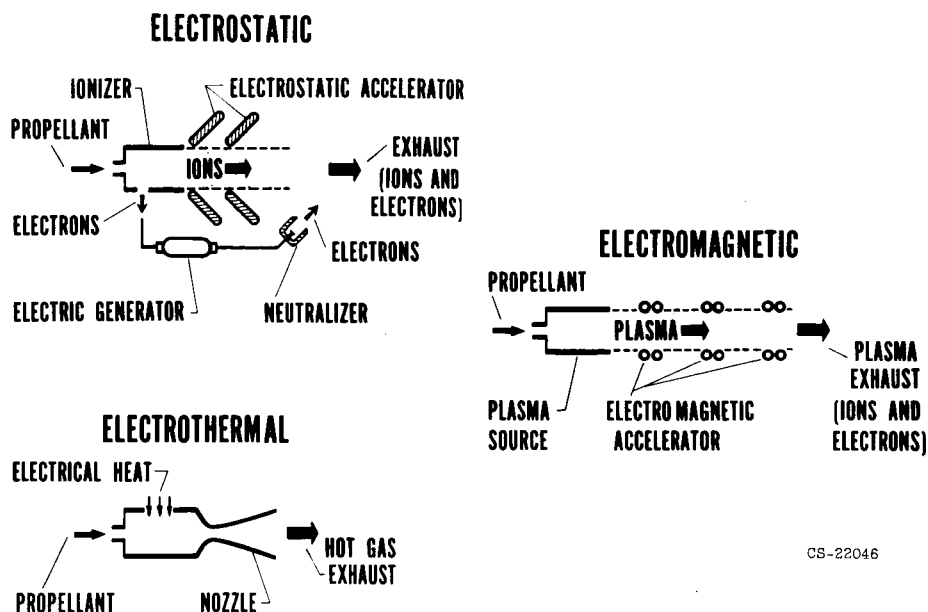 ELECTROSTATIC
IONIZER
ELECTROSTATIC ACCELERATOR
PROPELLANT
IONS
EXHAUST
(IONS AND
ELECTRONS)
ELECTRONS
ELECTRONS
ELECTRIC GENERATOR
NEUTRALIZER
ELECTROMAGNETIC
PROPELLANT
PLASMA
PLASMA
EXHAUST
(IONS AND
ELECTRONS)
PLASMA
SOURCE
ELECTRO MAGNETIC
ACCELERATOR
ELECTROTHERMAL
ELECTRICAL HEAT
HOT GAS
EXHAUST
PROPELLANT
NOZZLE
CS-22046